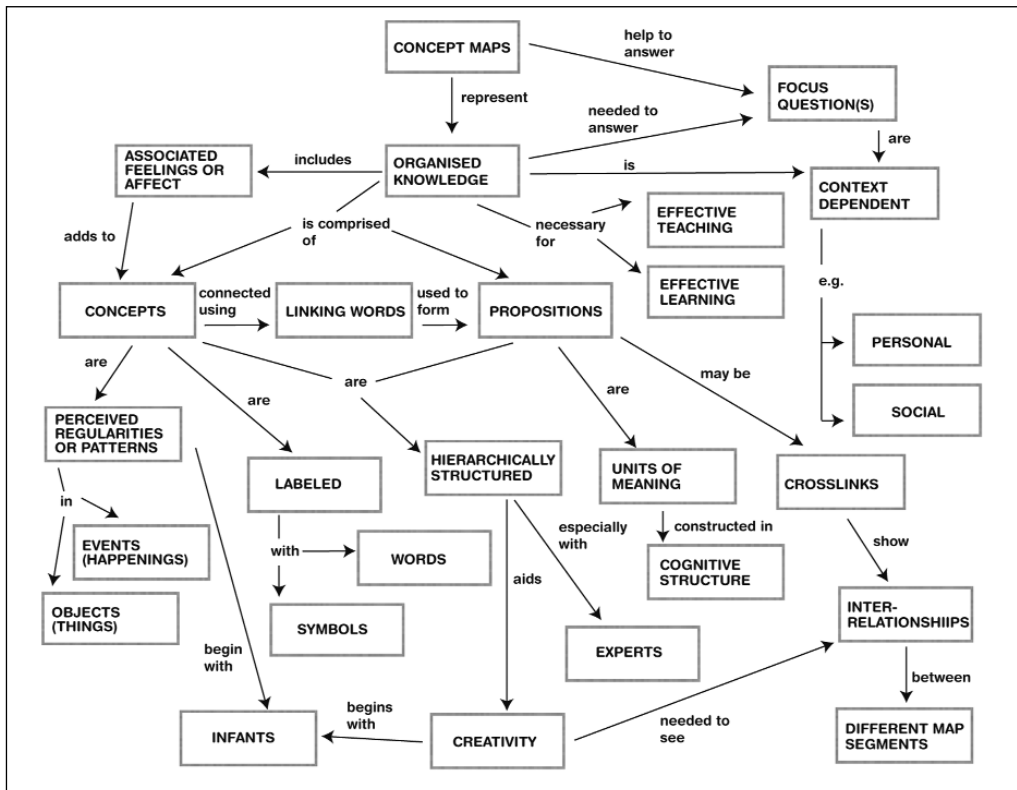 CONCEPT MAPS
help to
answer
represent
FOCUS
QUESTION(S)
needed to
answer
are
ASSOCIATED
FEELINGS OR
AFFECT
includes
ORGANISED
KNOWLEDGE
is
CONTEXT
DEPENDENT
adds to
is comprised
of
necessary
for
EFFECTIVE
TEACHING
EFFECTIVE
LEARNING
e.g.
CONCEPTS
connected
using
LINKING WORDS
used to
form
PROPOSITIONS
PERSONAL
SOCIAL
are
are
are
are
may be
PERCEIVED
REGULARITIES
OR PATTERNS
LABELED
HIERARCHICALLY
STRUCTURED
UNITS OF
MEANING
CROSSLINKS
in
EVENTS
(HAPPENINGS)
OBJECTS
(THINGS)
with
WORDS
SYMBOLS
aids
especially
with
constructed in
COGNITIVE
STRUCTURE
show
EXPERTS
INTER-
RELATIONSHIIPS
begin
with
begins
with
needed to
see
between
INFANTS
CREATIVITY
DIFFERENT MAP
SEGMENTS